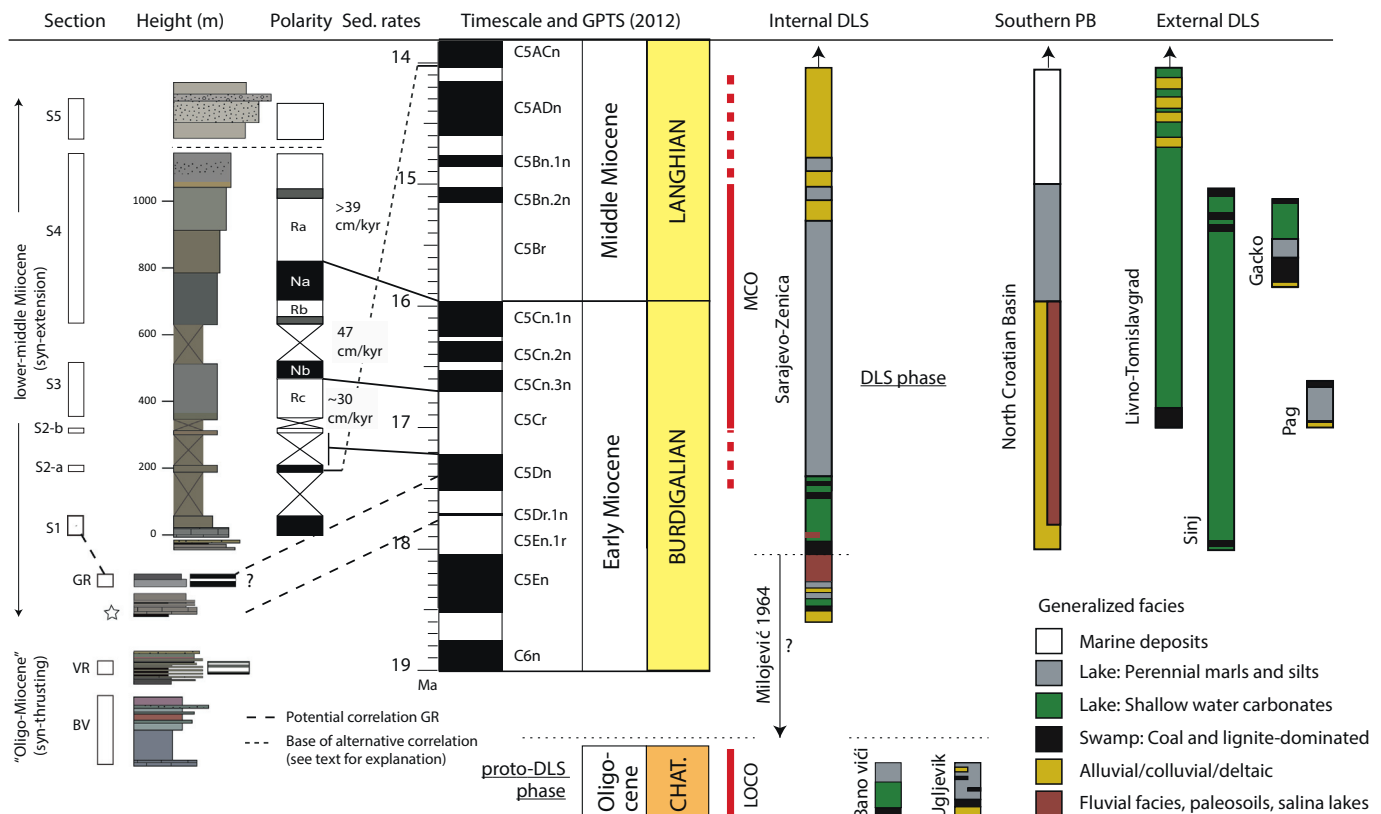 Section Height (m) Polarity Sed. rates Timescale and GPTS (2012) Internal DLS Southern PB External DLS
lower-middle Miiocene
(syn-extension)
"Oligo-Miocene"
(syn-thrusting)
S5
S4
S3
S2-b
S2-a
S1
GR
VR
BV
1000
800
600
400
200
0
Ra
Na
Rb
Nb
Rc
?
>39
cm/kyr
47
cm/kyr
~30
cm/kyr
Potential correlation GR
Base of alternative correlation
(see text for explanation.)
14
15
16
17
18
19
Ma
C5ACn
C5ADn
C5Bn.1n
C5Bn.2n
C5Br
C5Cn.1n
C5Cn.2n
C5Cn.3n
C5Cr
C5Dn
C5Dr.1n
C5En.1r
C5En
C6n
Middle Miocene
Early Miocene
LANGHIAN
BURDIGALIAN
proto-DLS
phase
Oligo-
cene
CHAT.
MCO
LOCO
Sarajevo-Zenica
DLS phase
Milojević 1964
?
North Croatian Basin
Livno-Tomislavgrad
Sinj
Gacko
Pag
Bano vići
Ugljevik
Generalized facies
Marine deposits
Lake: Perennial marls and silts
Lake: Shallow water carbonates
Swamp: Coal and lignite-dominated
Alluvial/colluvial/deltaic
Fluvial facies, paleosoils, salina lakes